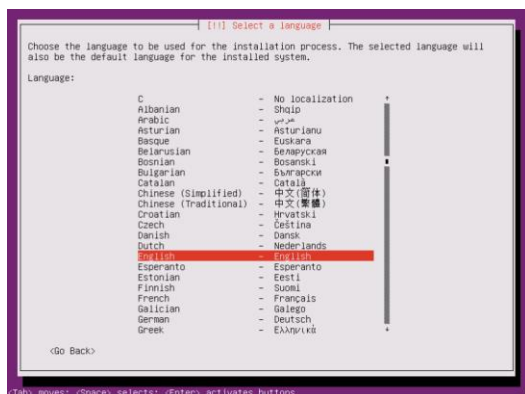 [!!] Select a language
Choose the language to be used for the installation process. The selected language will
also be the default language for the installed system.
Language:
C - No localization
Albanian - Shqip
Arabic - عربي
Asturian - Asturianu
Basque - Euskara
Belarusian - Беларуская
Bosnian - Bosanski
Bulgarian - Български
Catalan - Català
Chinese (Simplified) - 中文(简体)
Chinese (Traditional) - 中文(繁體)
Croatian - Hrvatski
Czech - Čeština
Danish - Dansk
Dutch - Nederlands
English - English
Esperanto - Esperanto
Estonian - Eesti
Finnish - Suomi
French - Français
Galician - Galego
German - Deutsch
Greek - Ελληνικά
<Go Back>
<Tab> moves; <Space> selects; <Enter> activates buttons